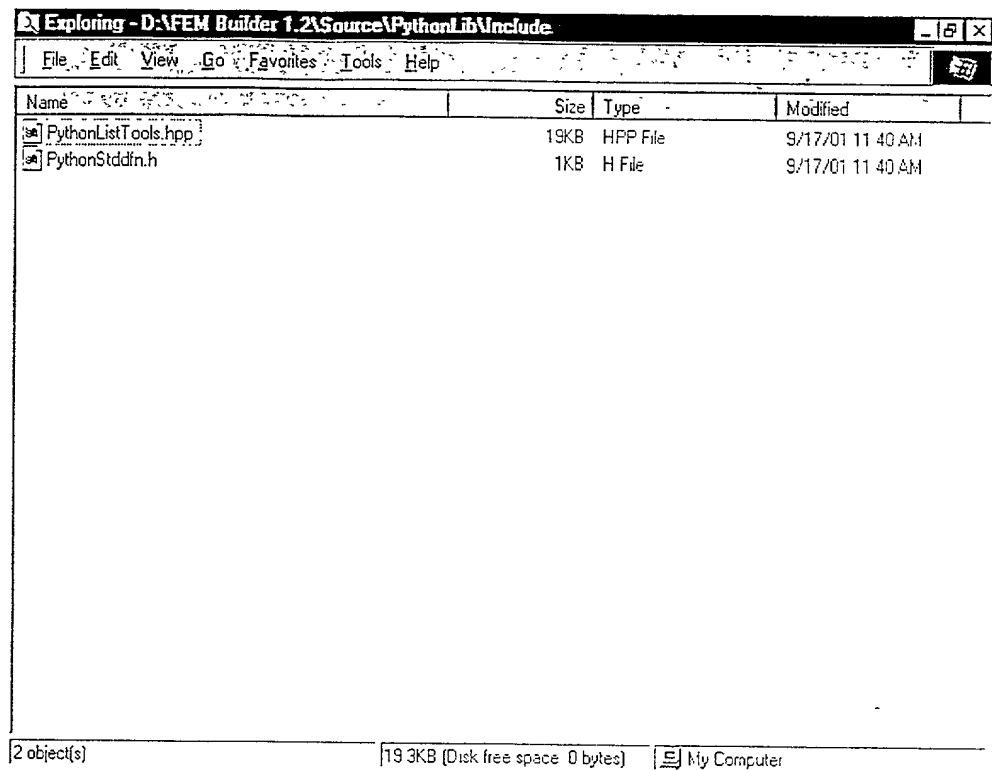 Exploring - D:\FEM Builder 1.2\Source\PythonLib\Include
File Edit View Go Favorites Tools Help
Name Size Type Modified
PythonListTools.hpp 19KB HPP File 9/17/01 11 40 AM
PythonStddfn.h 1KB H File 9/17/01 11 40 AM
2 object(s) 19 3KB (Disk free space 0 bytes) My Computer